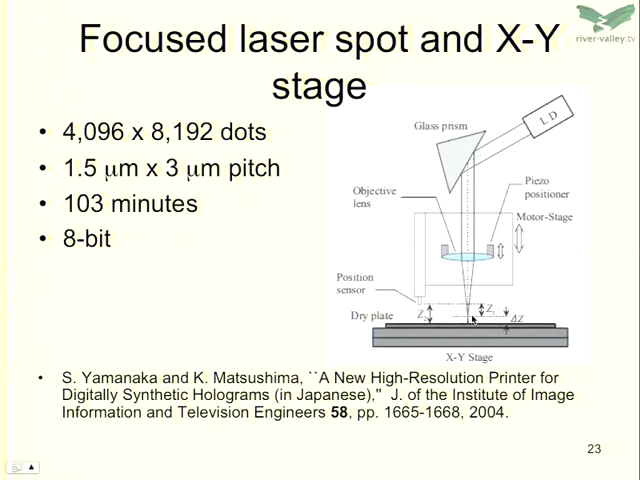 river-valley.tv
Focused laser spot and X-Y
stage
• 4,096 x 8,192 dots
• 1.5 μm x 3 μm pitch
• 103 minutes
• 8-bit
LD
Glass prism
Piezo
positioner
Objective
lens
Motor-Stage
Position
sensor
Dry plate
ΔZ
X-Y Stage
• S. Yamanaka and K. Matsushima, ``A New High-Resolution Printer for
Digitally Synthetic Holograms (in Japanese),'' J. of the Institute of Image
Information and Television Engineers 58, pp. 1665-1668, 2004.
23